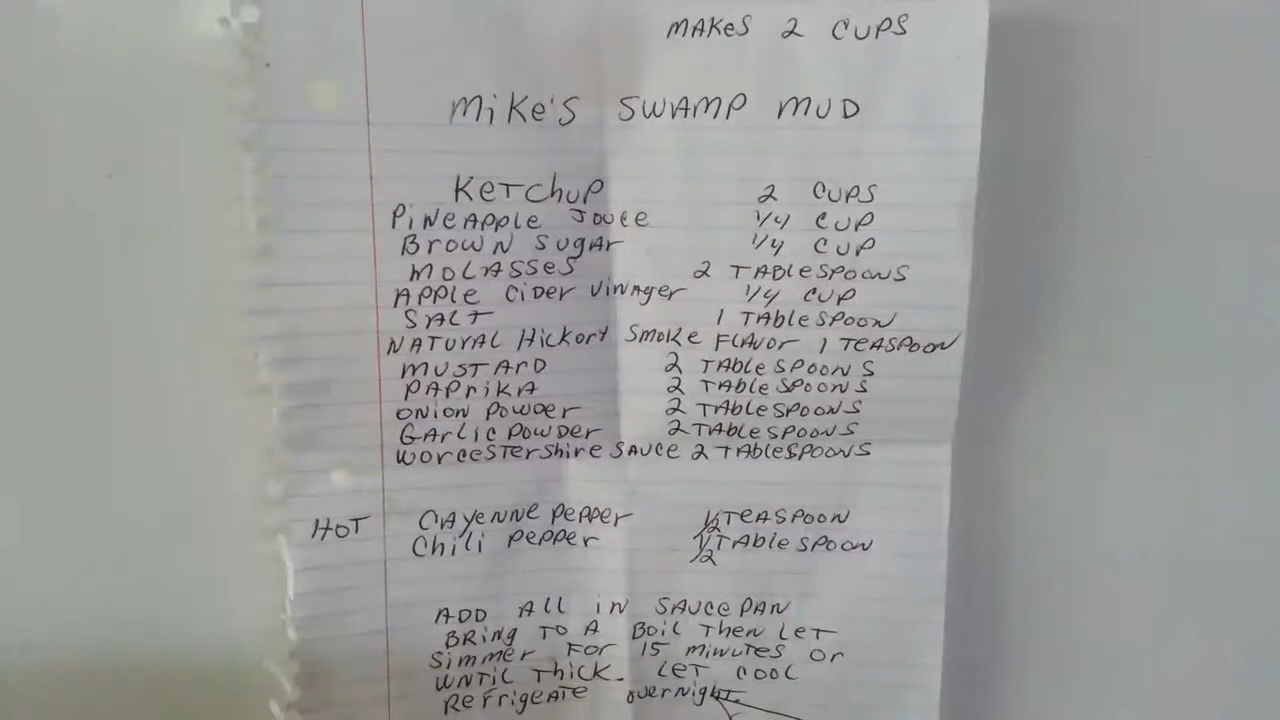 MAKES 2 CUPS
MIKE'S SWAMP MUD
KETCHUP 2 CUPS
PINEAPPLE JOUCE 1/4 CUP
BROWN SUGAR 1/4 CUP
MOLASSES 2 TABLESPOONS
APPLE CIDER VINAGER 1/4 CUP
SALT 1 TABLESPOON
NATURAL HICKORY SMOKE FLAVOR 1 TEASPOON
MUSTARD 2 TABLESPOONS
PAPRIKA 2 TABLESPOONS
ONION POWDER 2 TABLESPOONS
GARLIC POWDER 2 TABLESPOONS
WORCESTERSHIRE SAUCE 2 TABLESPOONS
HOT CAYENNE PEPPER 1/2 TEASPOON
CHILI PEPPER 1/2 TABLESPOON
ADD ALL IN SAUCE PAN
BRING TO A BOIL THEN LET
SIMMER FOR 15 MINUTES OR
UNTIL THICK. LET COOL
REFRIGEATE OVERNIGHT.